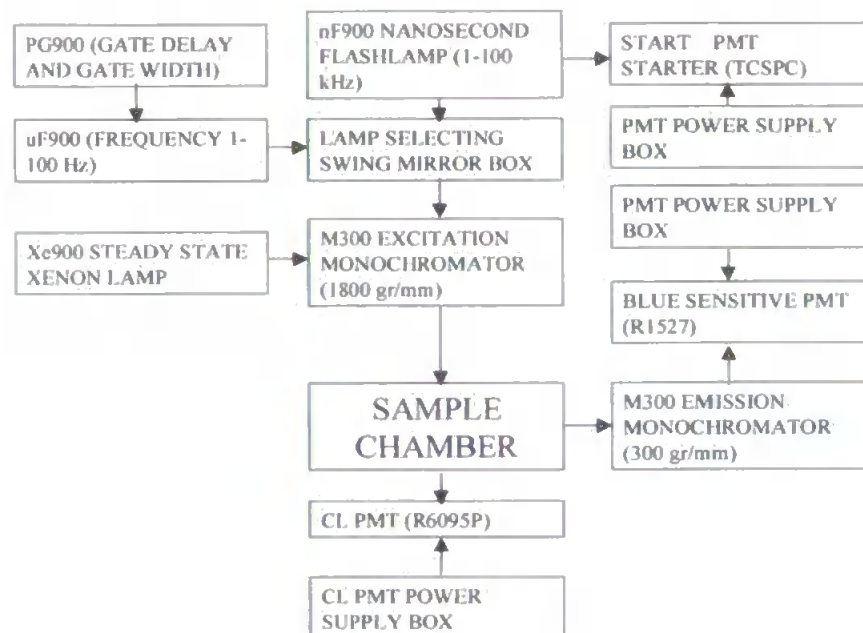 PG900 (GATE DELAY
AND GATE WIDTH)
nF900 NANOSECOND
FLASHLAMP (1-100
kHz)
START PMT
STARTER (TCSPC)
uF900 (FREQUENCY 1-
100 Hz)
LAMP SELECTING
SWING MIRROR BOX
PMT POWER SUPPLY
BOX
PMT POWER SUPPLY
BOX
Xe900 STEADY STATE
XENON LAMP
M300 EXCITATION
MONOCHROMATOR
(1800 gr/mm)
BLUE SENSITIVE PMT
(R1527)
SAMPLE
CHAMBER
M300 EMISSION
MONOCHROMATOR
(300 gr/mm)
CL PMT (R6095P)
CL PMT POWER
SUPPLY BOX